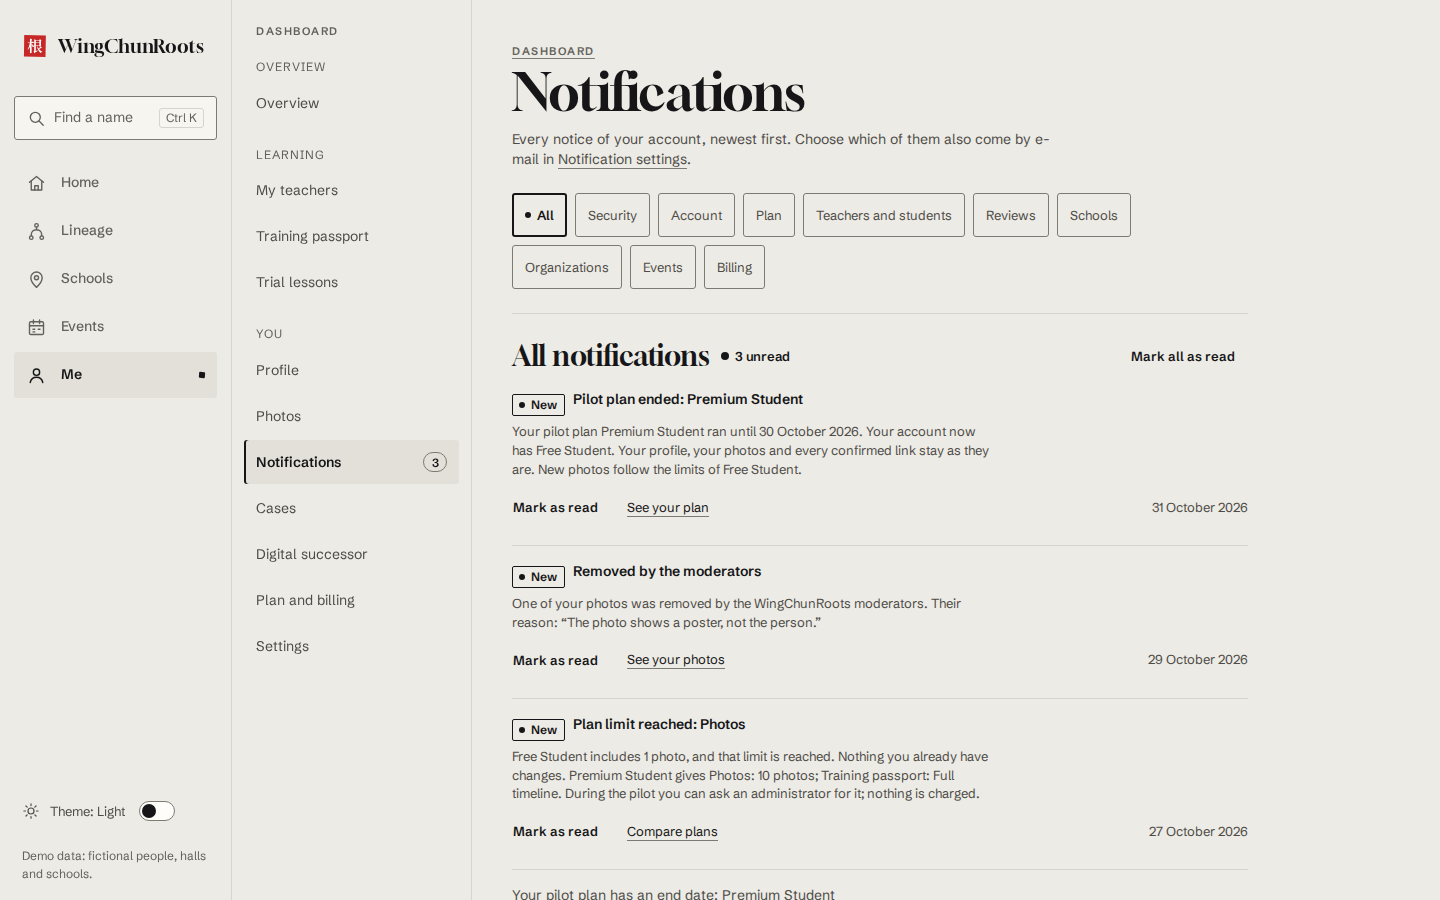 根 WingChunRoots
Find a name Ctrl K
Home
Lineage
Schools
Events
Me
Theme: Light
Demo data: fictional people, halls
and schools.
DASHBOARD
OVERVIEW
Overview
LEARNING
My teachers
Training passport
Trial lessons
YOU
Profile
Photos
Notifications 3
Cases
Digital successor
Plan and billing
Settings
DASHBOARD
Notifications
Every notice of your account, newest first. Choose which of them also come by e-
mail in Notification settings.
All Security Account Plan Teachers and students Reviews Schools
Organizations Events Billing
All notifications 3 unread Mark all as read
New Pilot plan ended: Premium Student
Your pilot plan Premium Student ran until 30 October 2026. Your account now
has Free Student. Your profile, your photos and every confirmed link stay as they
are. New photos follow the limits of Free Student.
Mark as read See your plan 31 October 2026
New Removed by the moderators
One of your photos was removed by the WingChunRoots moderators. Their
reason: “The photo shows a poster, not the person.”
Mark as read See your photos 29 October 2026
New Plan limit reached: Photos
Free Student includes 1 photo, and that limit is reached. Nothing you already have
changes. Premium Student gives Photos: 10 photos; Training passport: Full
timeline. During the pilot you can ask an administrator for it; nothing is charged.
Mark as read Compare plans 27 October 2026
Your pilot plan has an end date: Premium Student